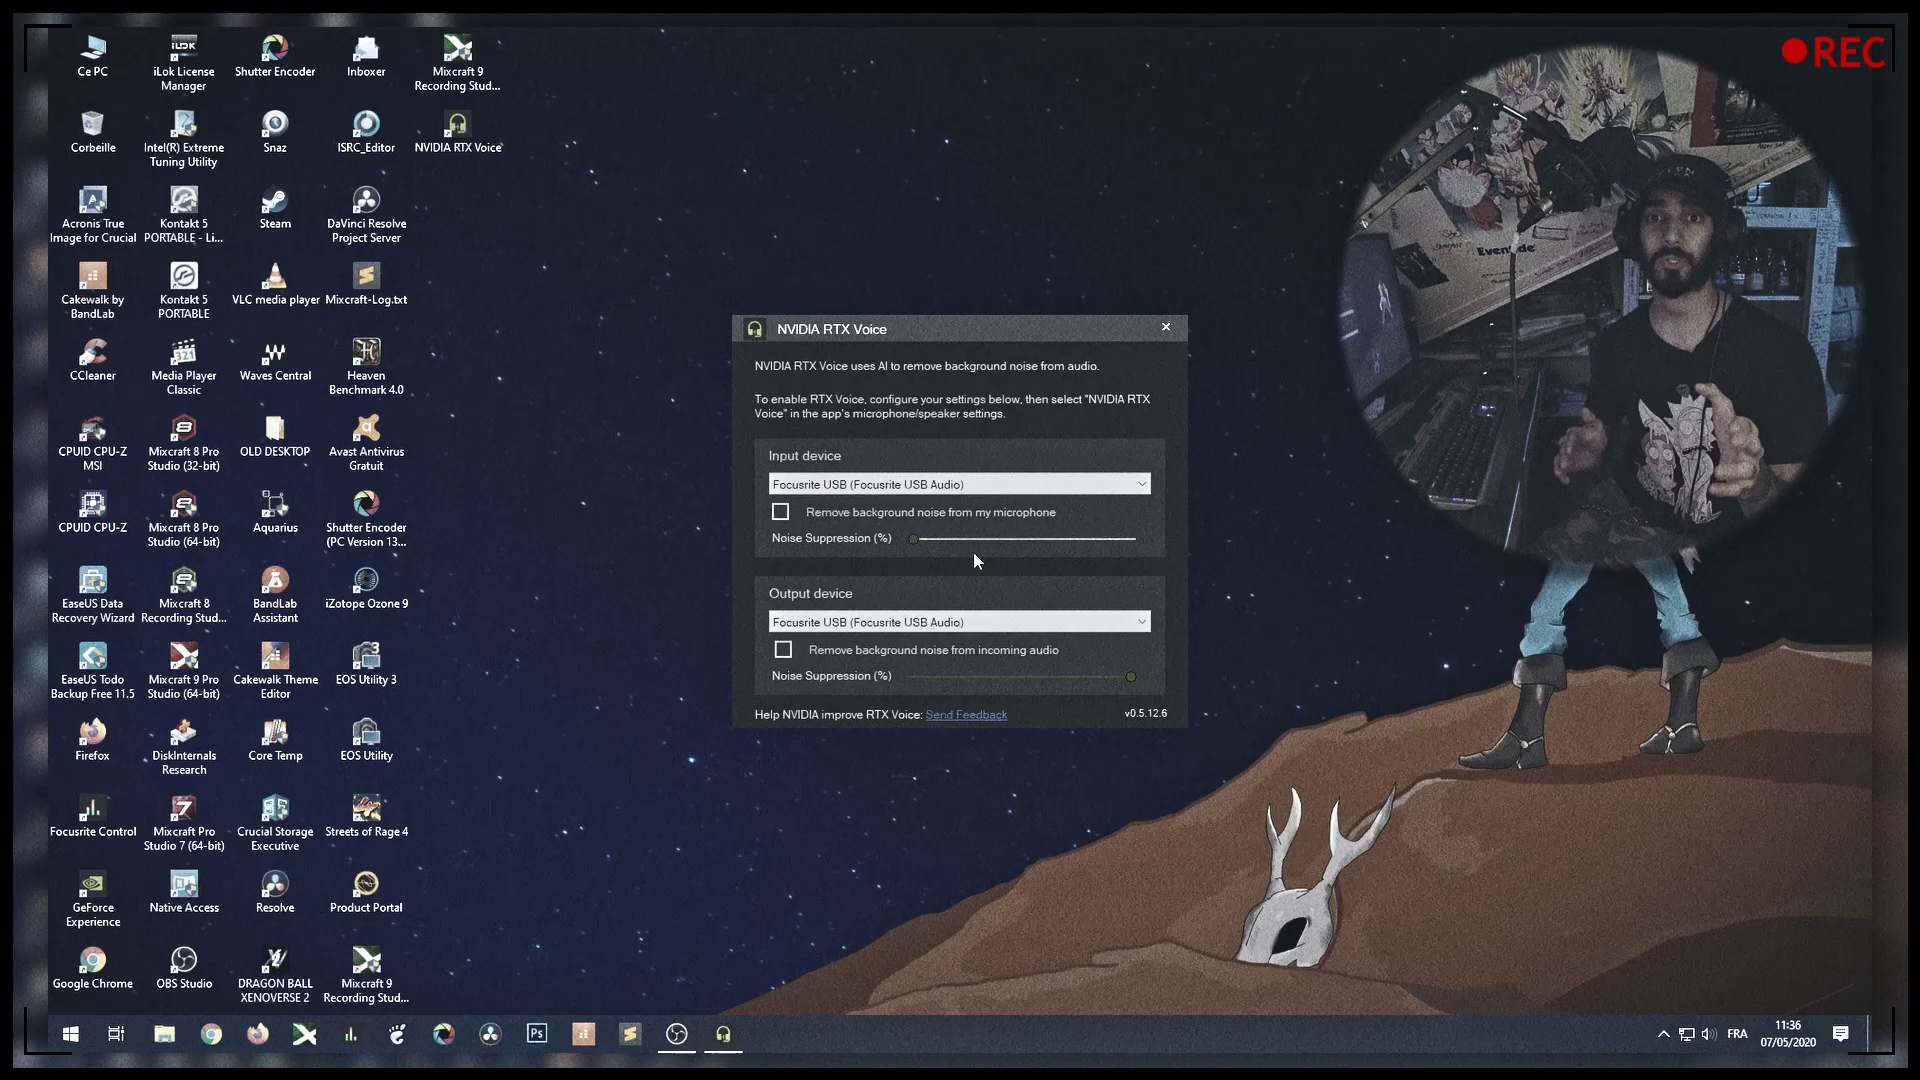 REC
Ce PC
iLOK
iLok License
Manager
Shutter Encoder
Inboxer
Mixcraft 9
Recording Stud...
Corbeille
Intel(R) Extreme
Tuning Utility
Snaz
ISRC_Editor
NVIDIA RTX Voice
Acronis True
Image for Crucial
Kontakt 5
PORTABLE - Li...
Steam
DaVinci Resolve
Project Server
Cakewalk by
BandLab
Kontakt 5
PORTABLE
VLC media player
Mixcraft-Log.txt
CCleaner
321
Media Player
Classic
Waves Central
Heaven
Benchmark 4.0
CPUID CPU-Z
MSI
Mixcraft 8 Pro
Studio (32-bit)
OLD DESKTOP
Avast Antivirus
Gratuit
CPUID CPU-Z
Mixcraft 8 Pro
Studio (64-bit)
Aquarius
Shutter Encoder
(PC Version 13...
EaseUS Data
Recovery Wizard
Mixcraft 8
Recording Stud...
BandLab
Assistant
iZotope Ozone 9
EaseUS Todo
Backup Free 11.5
Mixcraft 9 Pro
Studio (64-bit)
Cakewalk Theme
Editor
EOS Utility 3
Firefox
DiskInternals
Research
Core Temp
EOS Utility
Focusrite Control
Mixcraft Pro
Studio 7 (64-bit)
Crucial Storage
Executive
Streets of Rage 4
GeForce
Experience
Native Access
Resolve
Product Portal
Google Chrome
OBS Studio
DRAGON BALL
XENOVERSE 2
Mixcraft 9
Recording Stud...
NVIDIA RTX Voice
NVIDIA RTX Voice uses AI to remove background noise from audio.
To enable RTX Voice, configure your settings below, then select "NVIDIA RTX
Voice" in the app's microphone/speaker settings.
Input device
Focusrite USB (Focusrite USB Audio)
Remove background noise from my microphone
Noise Suppression (%)
Output device
Focusrite USB (Focusrite USB Audio)
Remove background noise from incoming audio
Noise Suppression (%)
Help NVIDIA improve RTX Voice: Send Feedback
v0.5.12.6
Eventide
Ps
FRA
11:36
07/05/2020